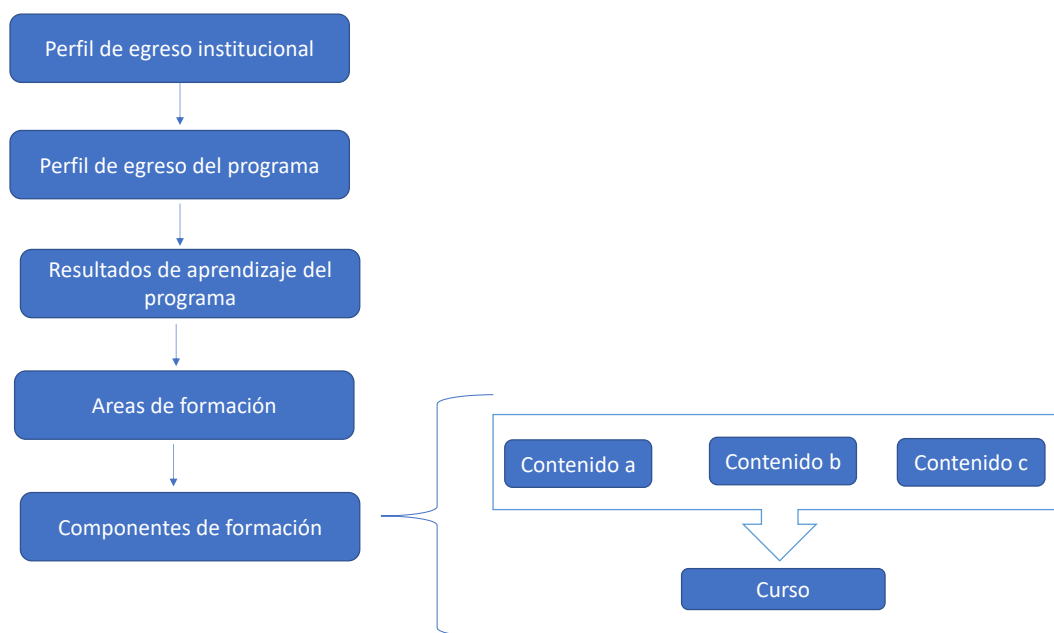 Perfil de egreso institucional
Perfil de egreso del programa
Resultados de aprendizaje del
programa
Areas de formación
Componentes de formación
Contenido a
Contenido b
Contenido c
Curso